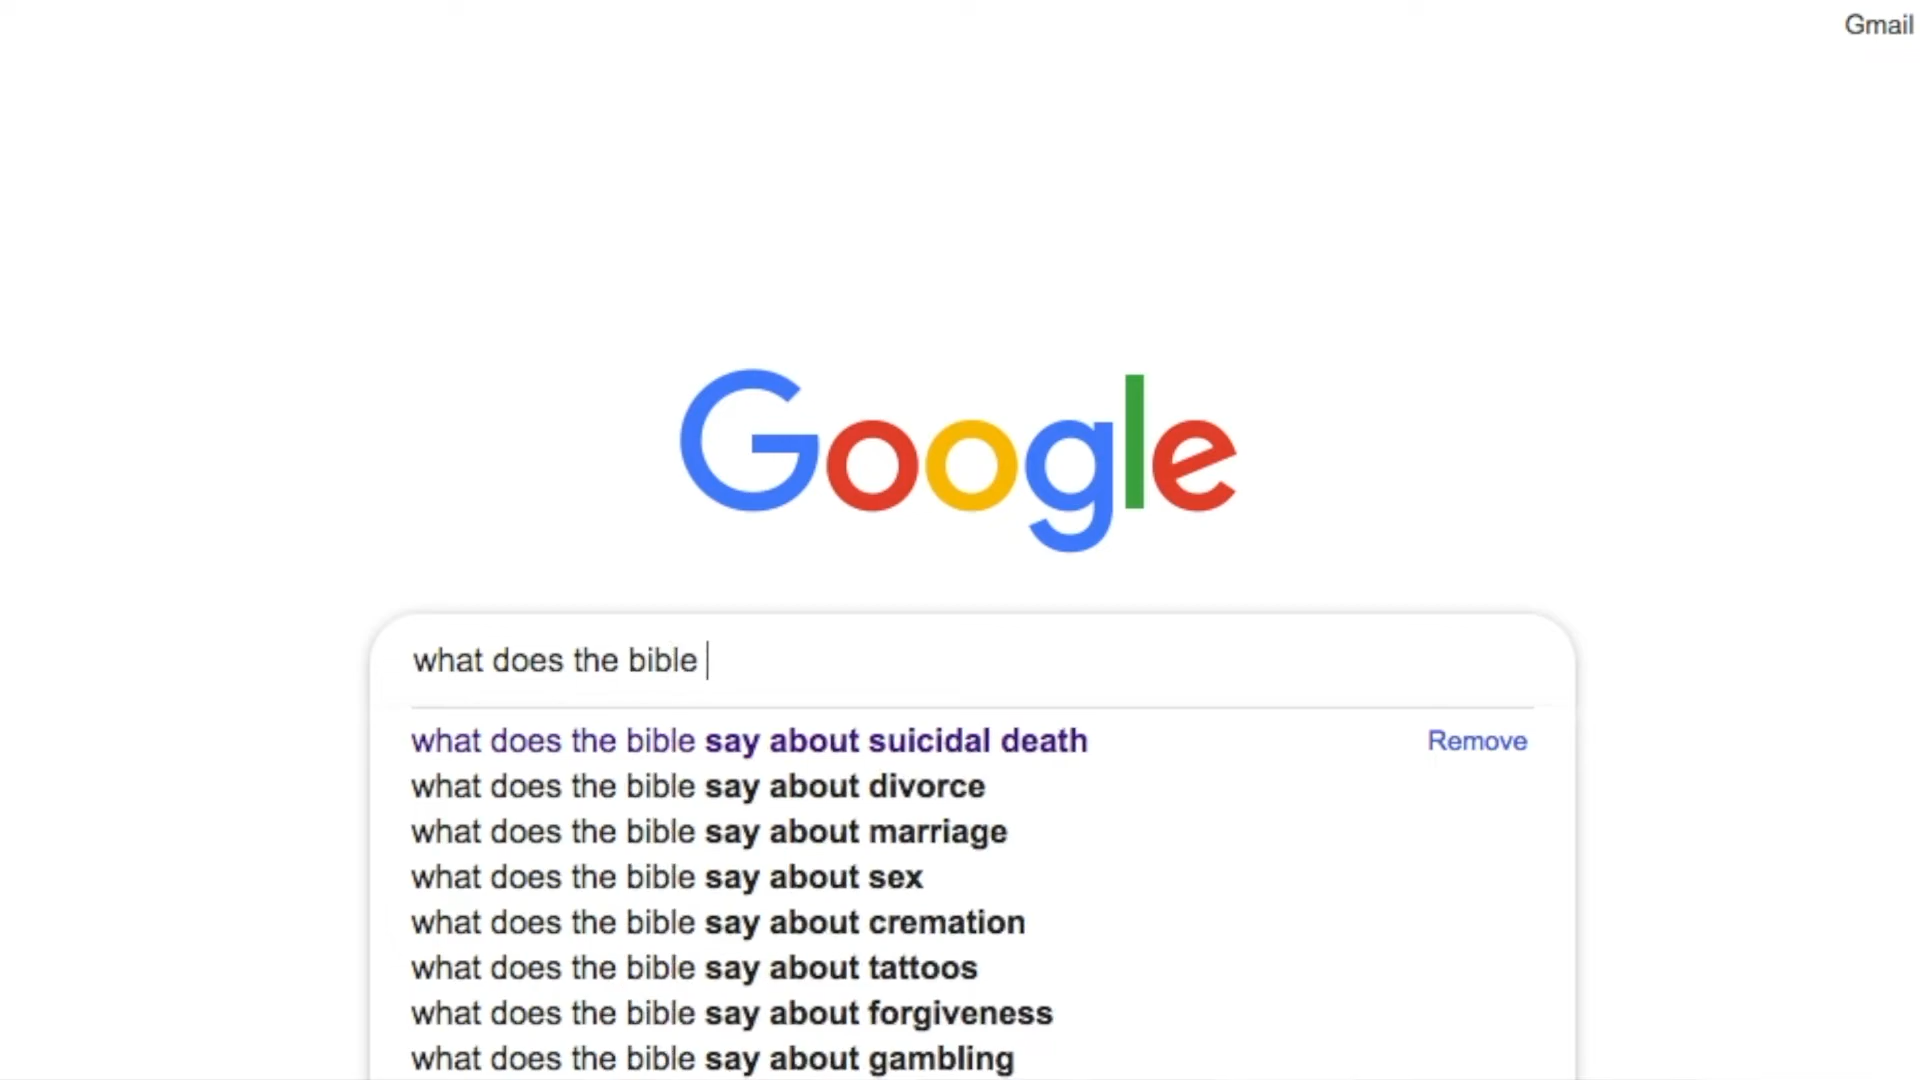 Gmail
Google
what does the bible
what does the bible say about suicidal death Remove
what does the bible say about divorce
what does the bible say about marriage
what does the bible say about sex
what does the bible say about cremation
what does the bible say about tattoos
what does the bible say about forgiveness
what does the bible say about gambling